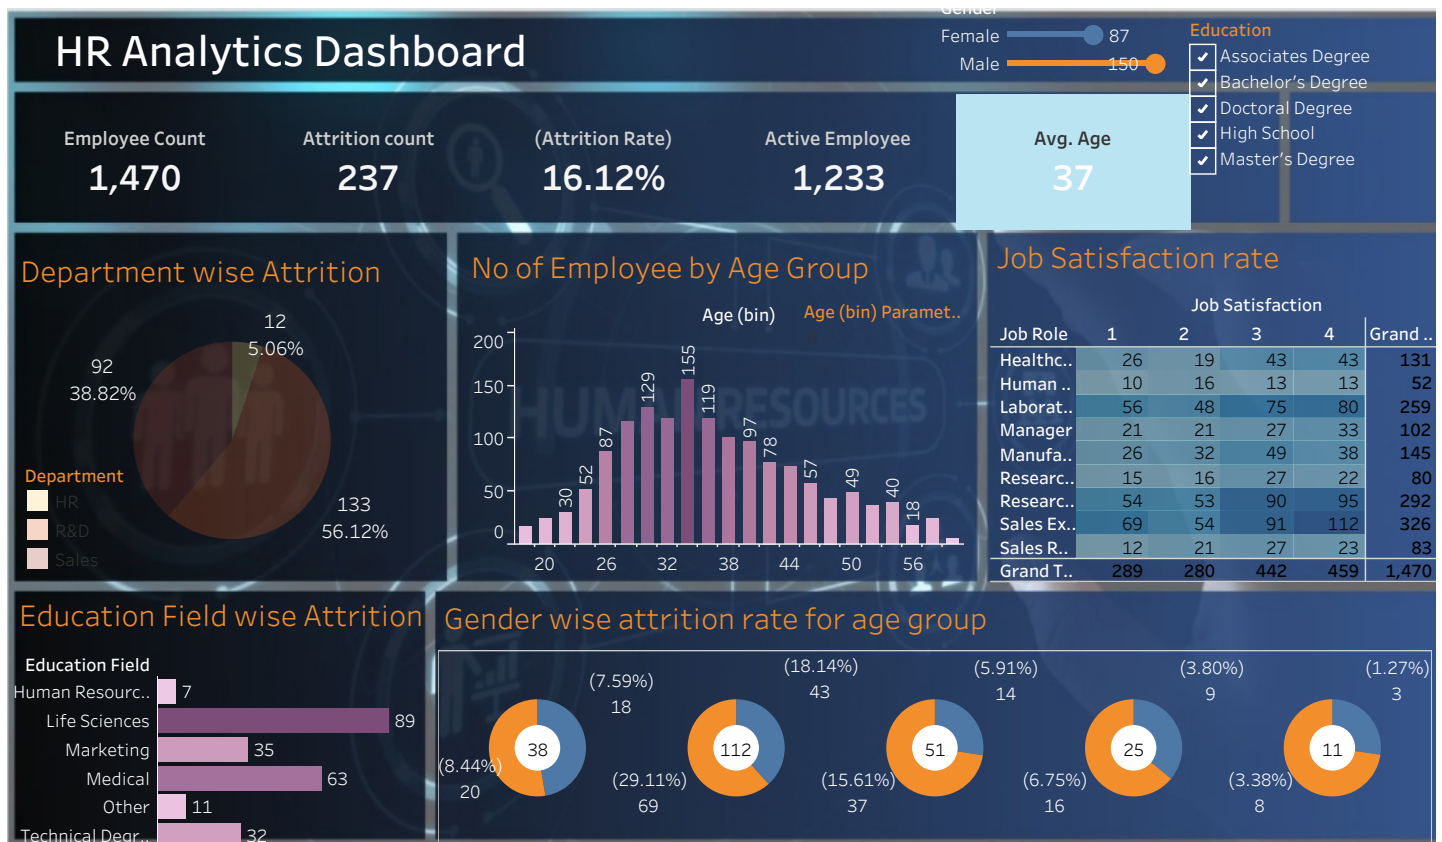 Gender
HR Analytics Dashboard
Female 87
Male 150
Education
Associates Degree
Bachelor's Degree
Doctoral Degree
High School
Master's Degree
Employee Count
1,470
Attrition count
237
(Attrition Rate)
16.12%
Active Employee
1,233
Avg. Age
37
Department wise Attrition
12
5.06%
92
38.82%
133
56.12%
Department
HR
R&D
Sales
No of Employee by Age Group
Age (bin) Age (bin) Paramet..
200
150
100
50
0
30
52
87
129
155
119
97
78
57
49
40
18
20 26 32 38 44 50 56
HUMAN RESOURCES
Job Satisfaction rate
Job Satisfaction
Job Role 1 2 3 4 Grand ..
Healthc.. 26 19 43 43 131
Human .. 10 16 13 13 52
Laborat.. 56 48 75 80 259
Manager 21 21 27 33 102
Manufa.. 26 32 49 38 145
Researc.. 15 16 27 22 80
Researc.. 54 53 90 95 292
Sales Ex.. 69 54 91 112 326
Sales R.. 12 21 27 23 83
Grand T.. 289 280 442 459 1,470
Education Field wise Attrition
Education Field
Human Resourc.. 7
Life Sciences 89
Marketing 35
Medical 63
Other 11
Technical Degr.. 32
Gender wise attrition rate for age group
(7.59%)
18
38
(8.44%)
20
(18.14%)
43
112
(29.11%)
69
(5.91%)
14
51
(15.61%)
37
(3.80%)
9
25
(6.75%)
16
(1.27%)
3
11
(3.38%)
8